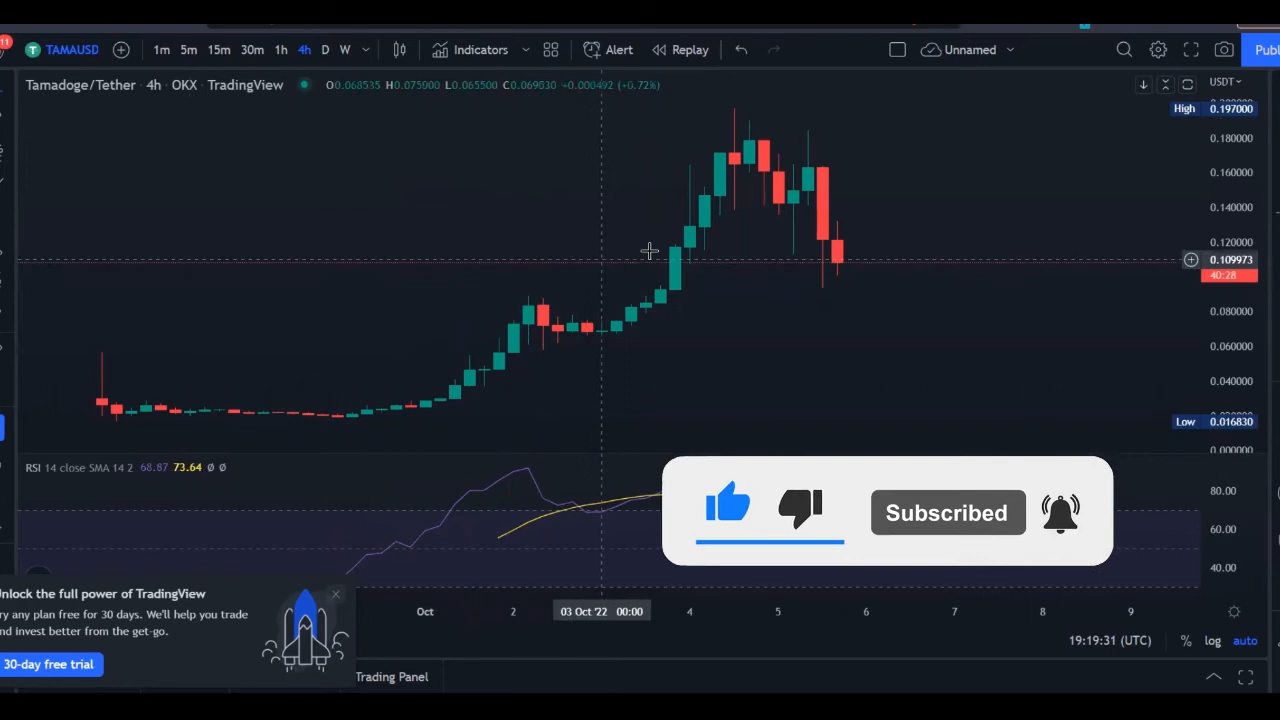 11
TAMAUSD 1m 5m 15m 30m 1h 4h D W Indicators Alert Replay Unnamed
Tamadoge/Tether · 4h · OKX · TradingView O0.068535 H0.075900 L0.065500 C0.069030 +0.000492 (+0.72%) USDT
High 0.197000
0.180000
0.160000
0.140000
0.120000
0.109973
40:28
0.080000
0.060000
0.040000
Low 0.016830
0.00000
RSI 14 close SMA 14 2 68.87 73.64 Ø Ø
80.00
60.00
40.00
Subscribed
Oct 2 03 Oct '22 00:00 4 5 6 7 8 9
nlock the full power of TradingView
ry any plan free for 30 days. We'll help you trade
nd invest better from the get-go.
30-day free trial
19:19:31 (UTC) % log auto
Trading Panel